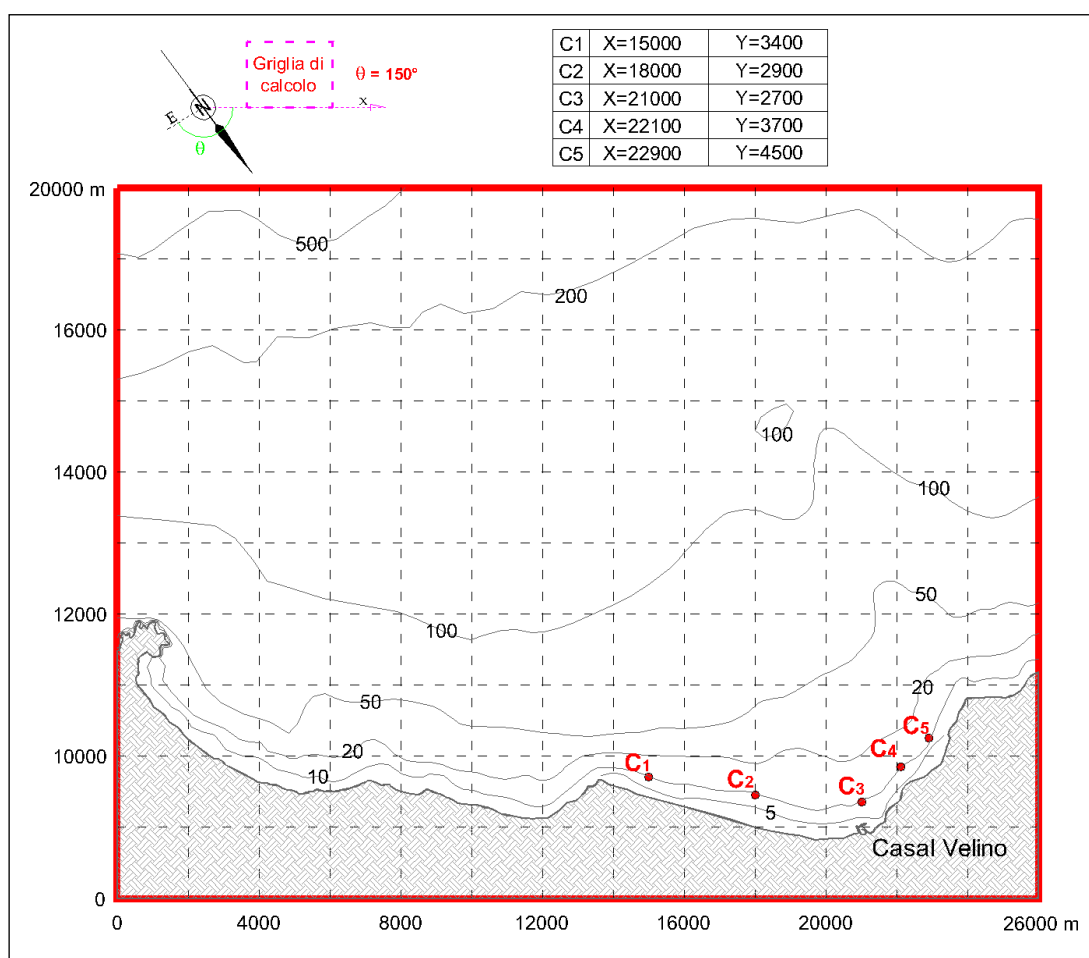 Griglia di
calcolo
θ = 150°
x
N
E
θ
C1 X=15000 Y=3400
C2 X=18000 Y=2900
C3 X=21000 Y=2700
C4 X=22100 Y=3700
C5 X=22900 Y=4500
20000 m
500
200
16000
100
14000
100
12000
50
100
50
20
C5
10000
20
C4
10
C1
C2
C3
5
Casal Velino
0
0 4000 8000 12000 16000 20000 26000 m